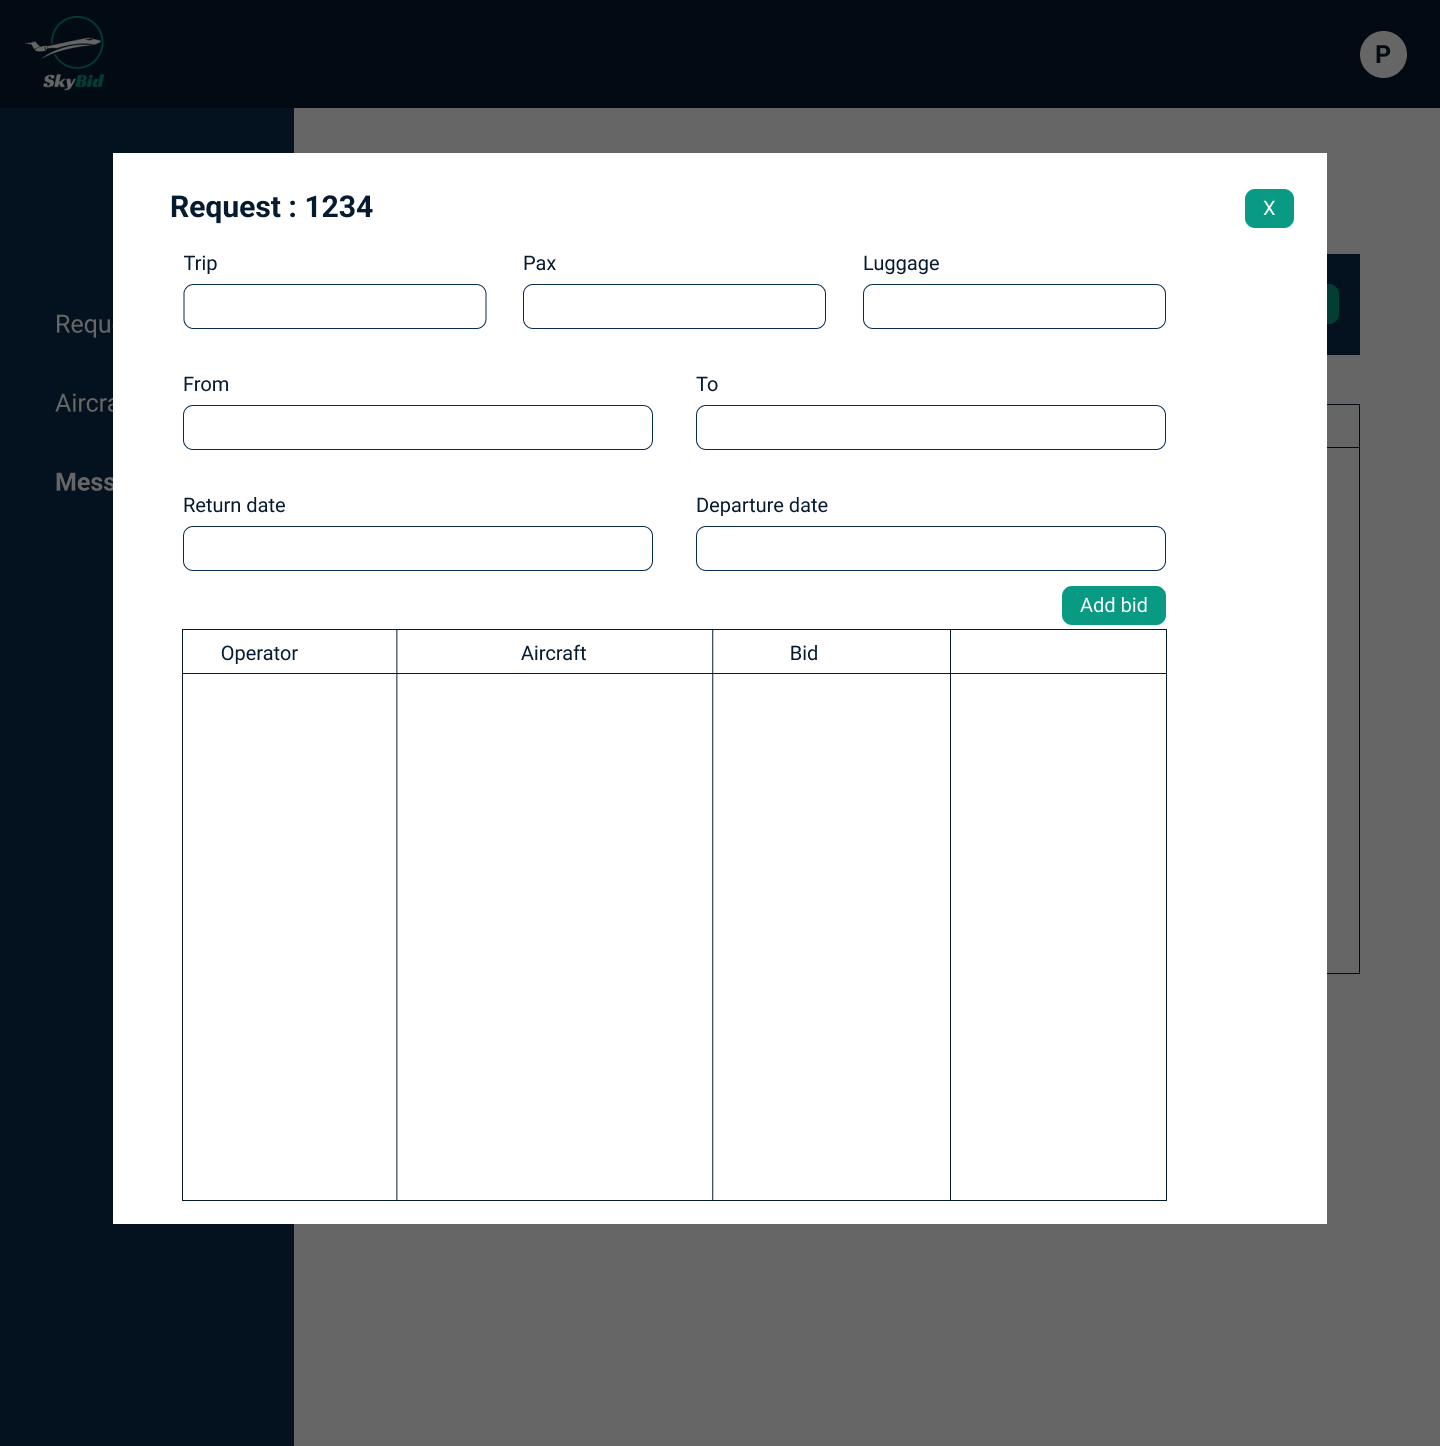 SkyBid
P
Request : 1234
X
Trip
Pax
Luggage
Requ
From
To
Aircra
Mess
Return date
Departure date
Add bid
Operator
Aircraft
Bid